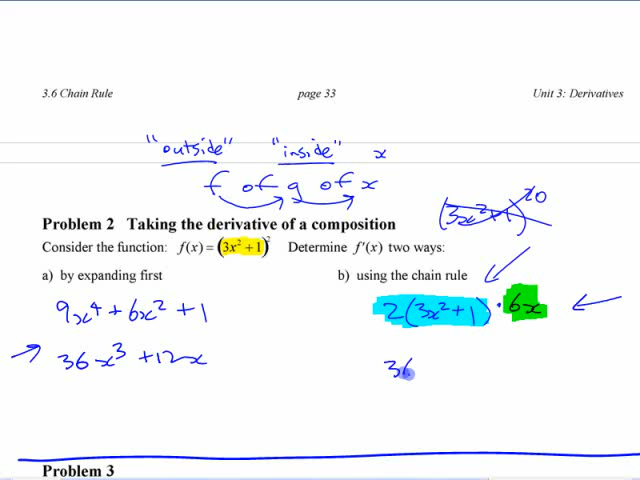 3.6 Chain Rule page 33 Unit 3: Derivatives
"outside" "inside" x
f of g of x
(3x²+1)²⁰
Problem 2 Taking the derivative of a composition
Consider the function: f(x) = (3x² + 1)² Determine f′(x) two ways:
a) by expanding first b) using the chain rule
9x⁴ + 6x² + 1 2(3x²+1) · 6x
→ 36x³ + 12x 36
Problem 3